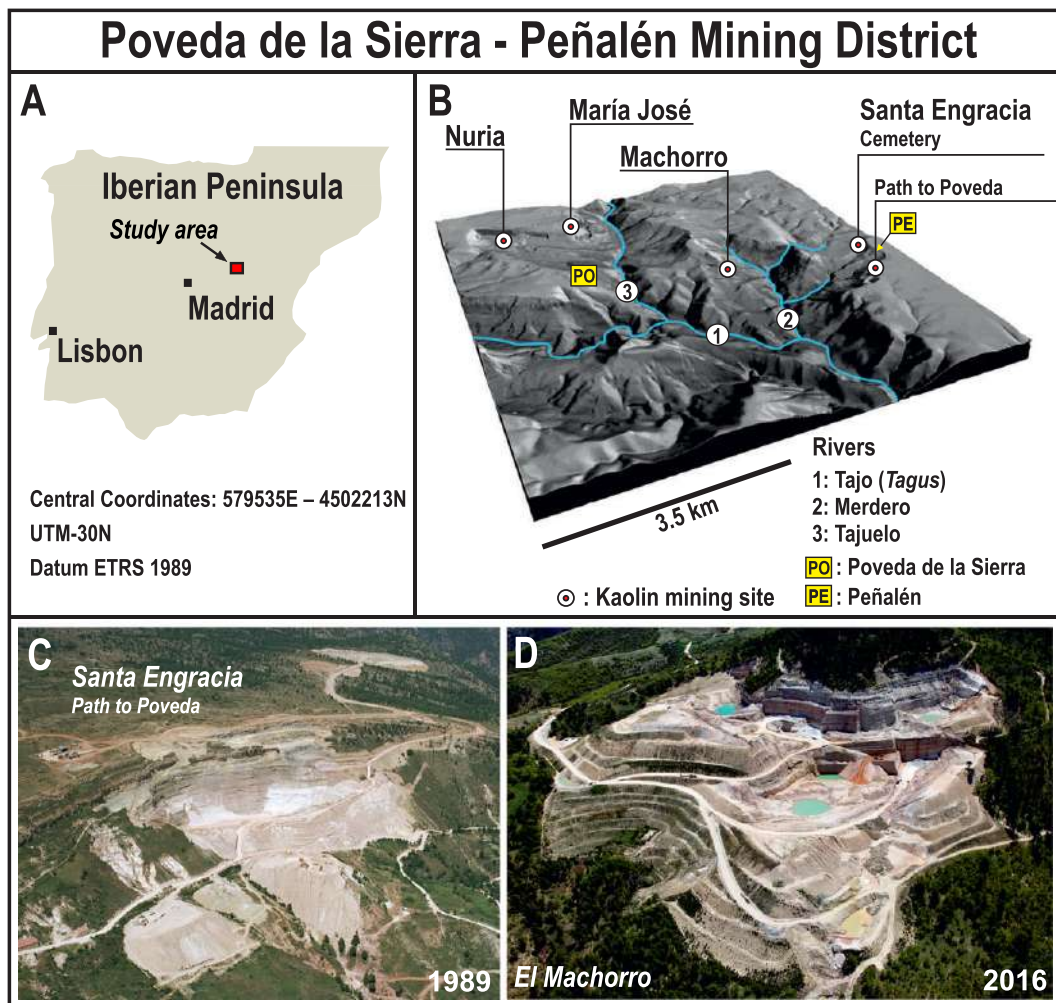 Poveda de la Sierra - Peñalén Mining District
A
Iberian Peninsula
Study area
Madrid
Lisbon
Central Coordinates: 579535E – 4502213N
UTM-30N
Datum ETRS 1989
B
Nuria
María José
Machorro
Santa Engracia
Cemetery
Path to Poveda
PE
PO
3
2
1
3.5 km
Rivers
1: Tajo (Tagus)
2: Merdero
3: Tajuelo
PO : Poveda de la Sierra
PE : Peñalén
: Kaolin mining site
C
Santa Engracia
Path to Poveda
1989
D
El Machorro
2016